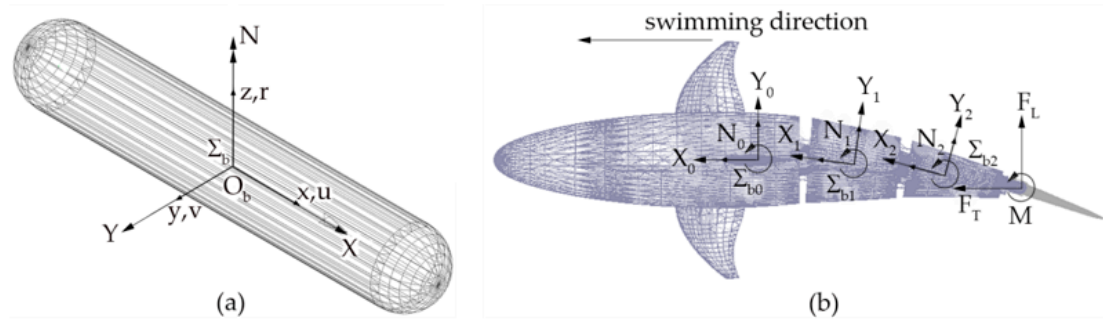 N
z,r
Σb
Ob
x,u
y,v
Y
X
(a)
swimming direction
Y0
Y1
Y2
FL
N0
X1
N1
X2
N2
Σb2
X0
Σb0
Σb1
FT
M
(b)